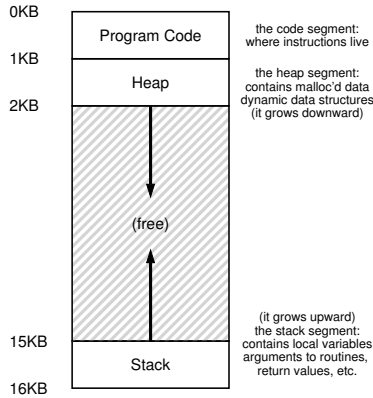 0KB
Program Code
the code segment:
where instructions live
1KB
Heap
the heap segment:
contains malloc'd data
dynamic data structures
(it grows downward)
2KB
(free)
(it grows upward)
the stack segment:
contains local variables
arguments to routines,
return values, etc.
15KB
Stack
16KB